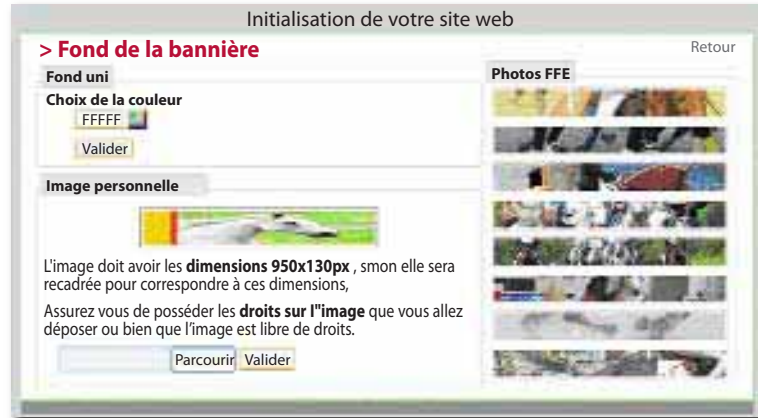 Initialisation de votre site web
> Fond de la bannière
Retour
Fond uni
Choix de la couleur
FFFFF
Valider
Image personnelle
L'image doit avoir les dimensions 950x130px , smon elle sera
recadrée pour correspondre à ces dimensions,
Assurez vous de posséder les droits sur l"image que vous allez
déposer ou bien que l'image est libre de droits.
Parcourir Valider
Photos FFE